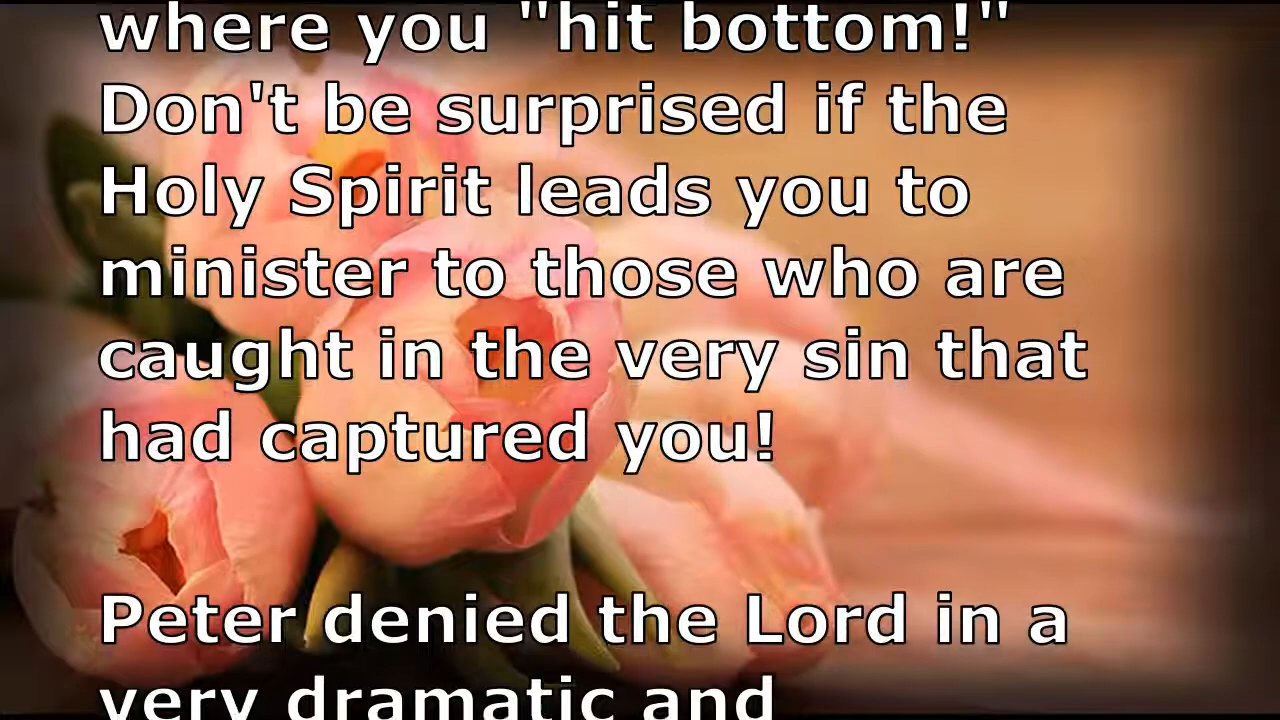 where you "hit bottom!"
Don't be surprised if the
Holy Spirit leads you to
minister to those who are
caught in the very sin that
had captured you!
Peter denied the Lord in a
very dramatic and